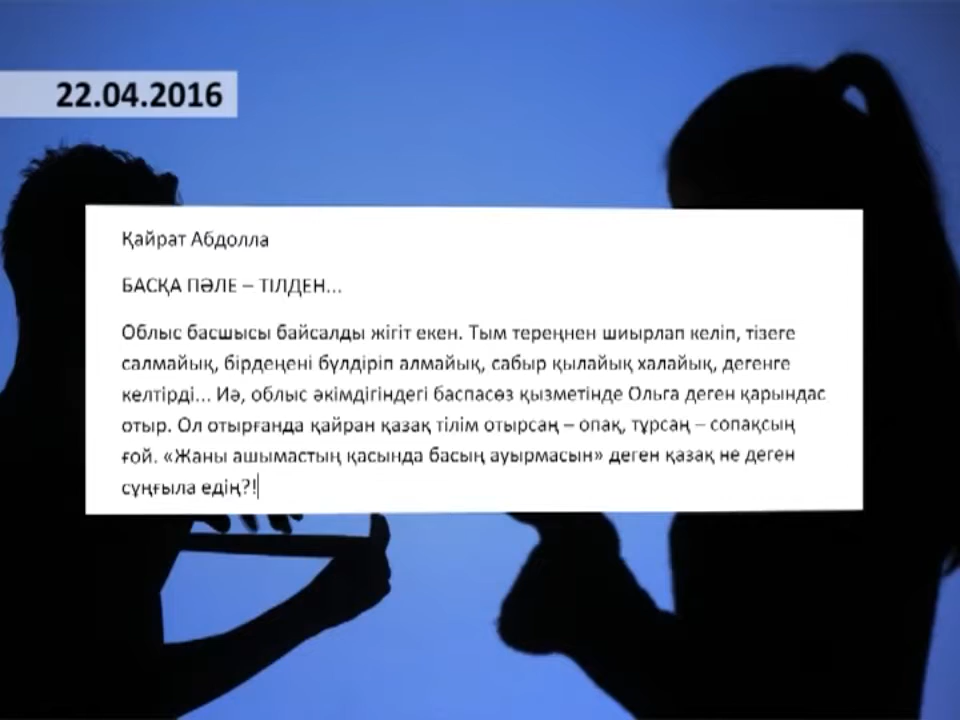 22.04.2016
Қайрат Абдолла
БАСҚА ПӘЛЕ – ТІЛДЕН...
Облыс басшысы байсалды жігіт екен. Тым тереңнен шиырлап келіп, тізеге
салмайық, бірдеңені бүлдіріп алмайық, сабыр қылайық халайық, дегенге
келтірді... Иә, облыс әкімдігіндегі баспасөз қызметінде Ольга деген қарындас
отыр. Ол отырғанда қайран қазақ тілім отырсаң – опақ, тұрсаң – сопақсың
ғой. «Жаны ашымастың қасында басың ауырмасын» деген қазақ не деген
сұңғыла едің?!